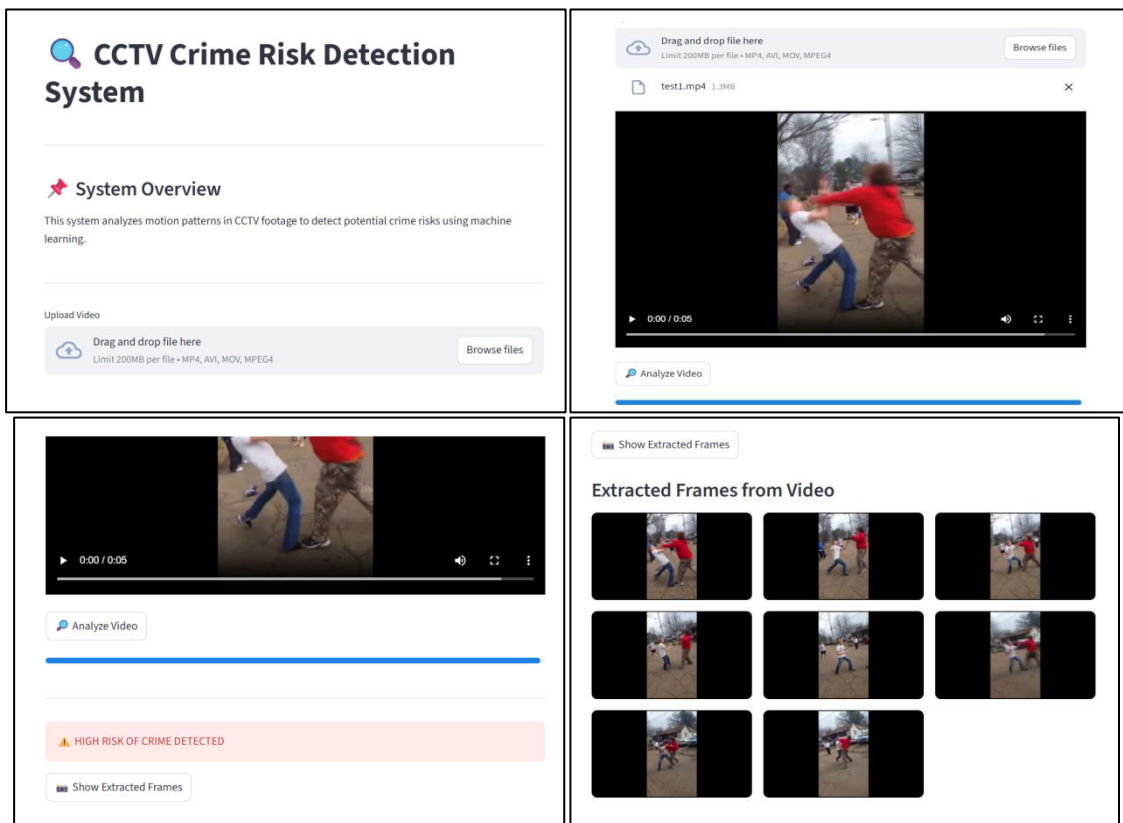 🔍 CCTV Crime Risk Detection
System
📌 System Overview
This system analyzes motion patterns in CCTV footage to detect potential crime risks using machine
learning.
Upload Video
Drag and drop file here
Limit 200MB per file • MP4, AVI, MOV, MPEG4
Browse files
Drag and drop file here
Limit 200MB per file • MP4, AVI, MOV, MPEG4
Browse files
test1.mp4 1.3MB
0:00 / 0:05
🔎 Analyze Video
0:00 / 0:05
🔎 Analyze Video
⚠️ HIGH RISK OF CRIME DETECTED
📸 Show Extracted Frames
📸 Show Extracted Frames
Extracted Frames from Video